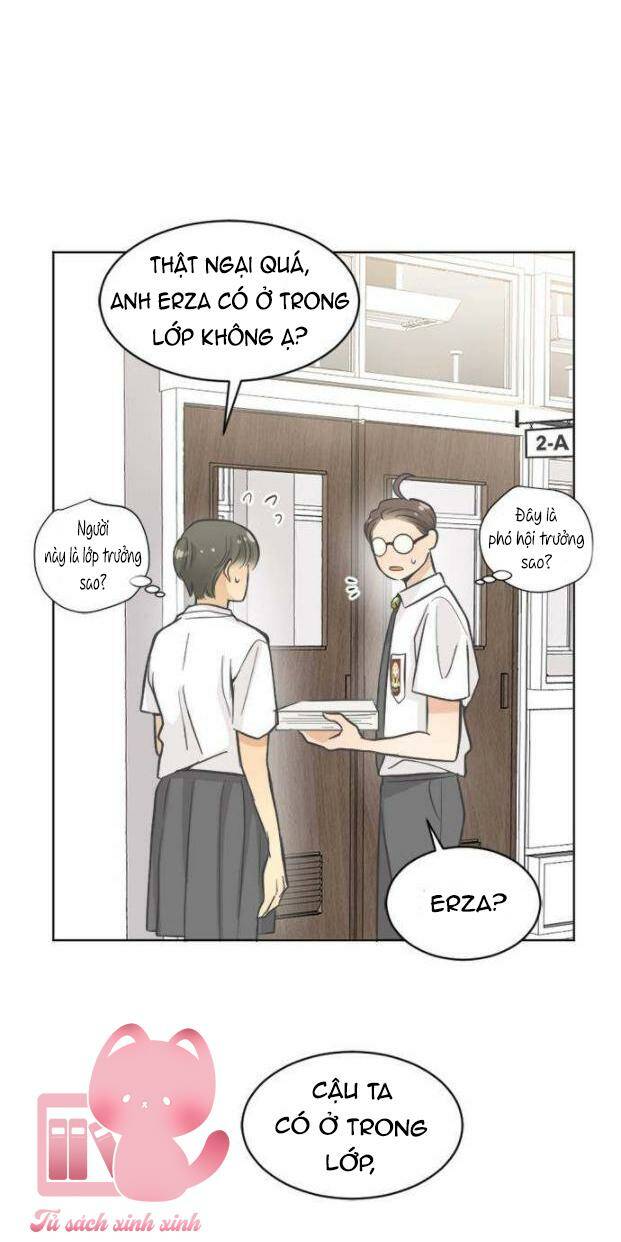 THẬT NGẠI QUÁ,
ANH ERZA CÓ Ở TRONG
LỚP KHÔNG Ạ?
2-A
Người
này là lớp trưởng
sao?
Đây là
phó hội trưởng
sao?
ERZA?
CẬU TA
CÓ Ở TRONG
LỚP,
Tủ sách xinh xinh